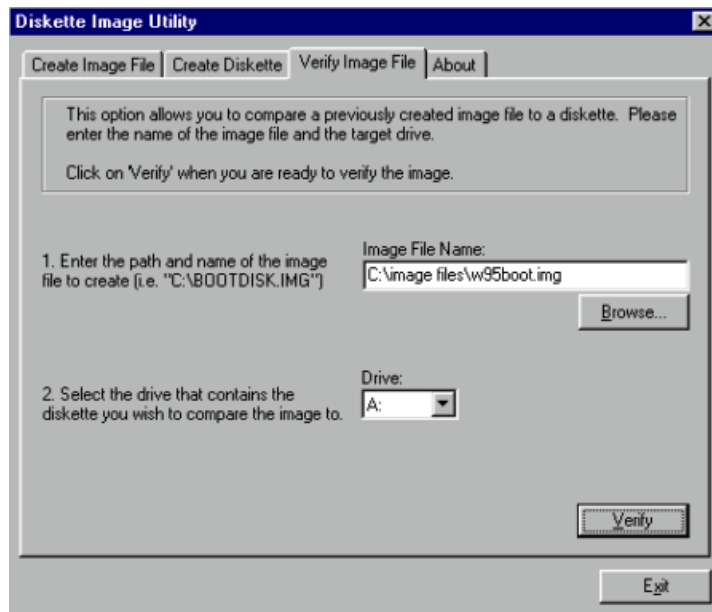 Diskette Image Utility
Create Image File
Create Diskette
Verify Image File
About
This option allows you to compare a previously created image file to a diskette. Please
enter the name of the image file and the target drive.
Click on 'Verify' when you are ready to verify the image.
1. Enter the path and name of the image
file to create (i.e. "C:\BOOTDISK.IMG")
Image File Name:
C:\image files\w95boot.img
Browse...
2. Select the drive that contains the
diskette you wish to compare the image to.
Drive:
A:
Verify
Exit